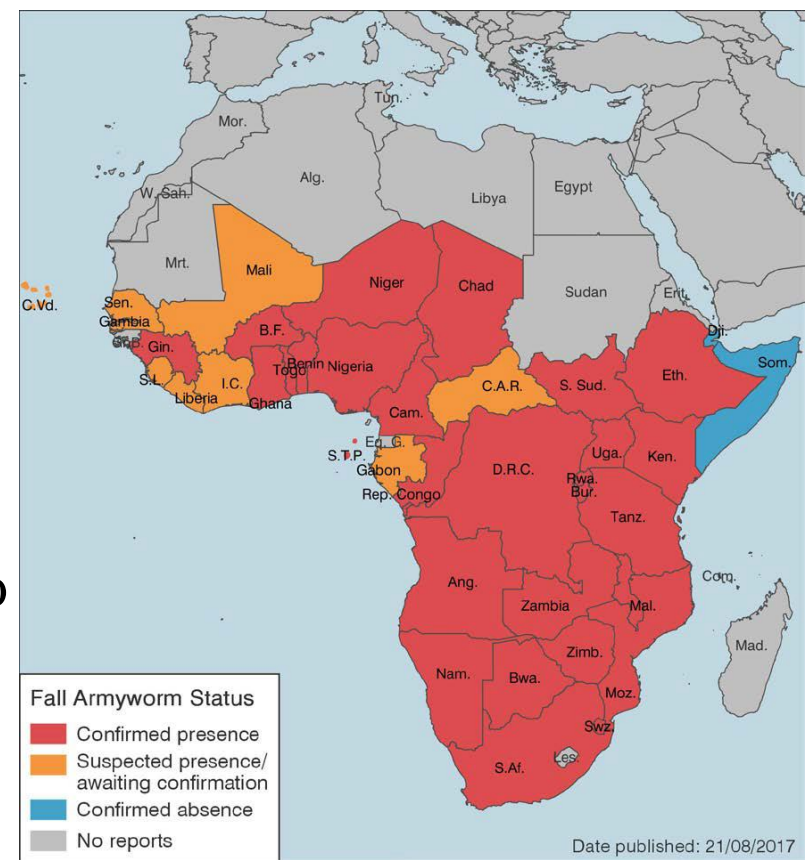 Tun.
Mor.
Alg.
Libya
Egypt
W. Sah.
Mrt.
Mali
Niger
Chad
Sudan
Erit.
C.Vd.
Sen.
Gambia
G.B.
Gin.
B.F.
Benin
Togo
Nigeria
Dji.
Som.
Eth.
S.L.
I.C.
Liberia
Ghana
C.A.R.
S. Sud.
Cam.
Eq. G.
S.T.P.
Gabon
Rep. Congo
D.R.C.
Uga.
Ken.
Rwa.
Bur.
Tanz.
Ang.
Com.
Zambia
Mal.
Mad.
Zimb.
Nam.
Bwa.
Moz.
Swz.
Les.
S.Af.
Fall Armyworm Status
Confirmed presence
Suspected presence/
awaiting confirmation
Confirmed absence
No reports
Date published: 21/08/2017